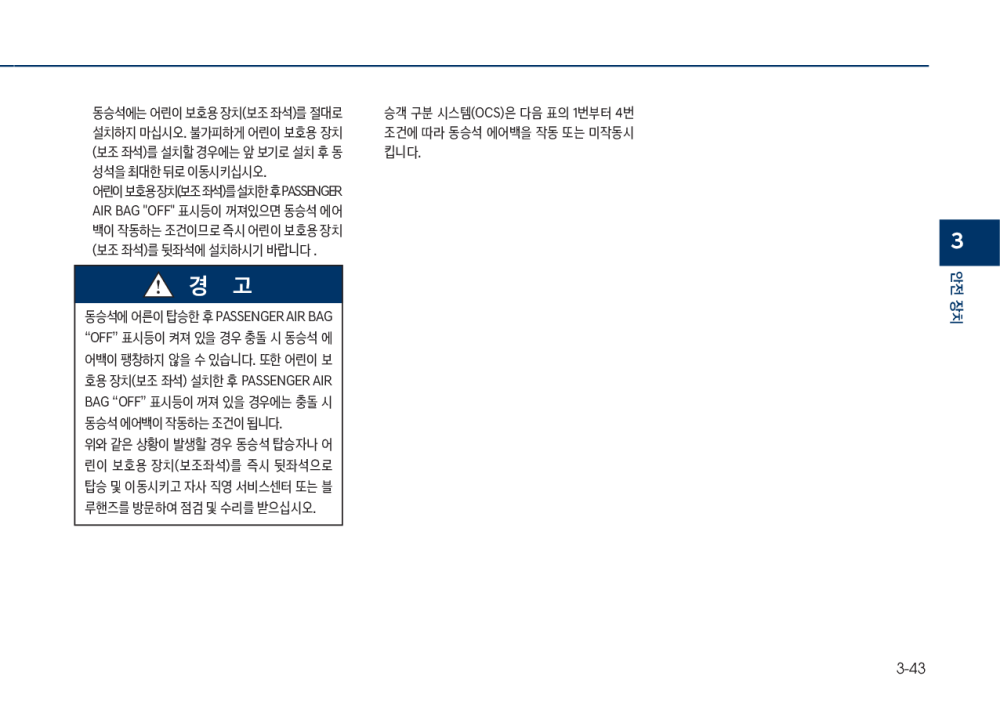 동승석에는 어린이 보호용 장치(보조 좌석)를 절대로
설치하지 마십시오. 불가피하게 어린이 보호용 장치
(보조 좌석)를 설치할 경우에는 앞 보기로 설치 후 동
성석을 최대한 뒤로 이동시키십시오.
어린이 보호용 장치(보조 좌석)를 설치한 후 PASSENGER
AIR BAG "OFF" 표시등이 꺼져있으면 동승석 에어
백이 작동하는 조건이므로 즉시 어린이 보호용 장치
(보조 좌석)를 뒷좌석에 설치하시기 바랍니다 .
경 고
동승석에 어른이 탑승한 후 PASSENGER AIR BAG
“OFF” 표시등이 켜져 있을 경우 충돌 시 동승석 에
어백이 팽창하지 않을 수 있습니다. 또한 어린이 보
호용 장치(보조 좌석) 설치한 후 PASSENGER AIR
BAG “OFF” 표시등이 꺼져 있을 경우에는 충돌 시
동승석 에어백이 작동하는 조건이 됩니다.
위와 같은 상황이 발생할 경우 동승석 탑승자나 어
린이 보호용 장치(보조좌석)를 즉시 뒷좌석으로
탑승 및 이동시키고 자사 직영 서비스센터 또는 블
루핸즈를 방문하여 점검 및 수리를 받으십시오.
승객 구분 시스템(OCS)은 다음 표의 1번부터 4번
조건에 따라 동승석 에어백을 작동 또는 미작동시
킵니다.
3
안전 장치
3-43